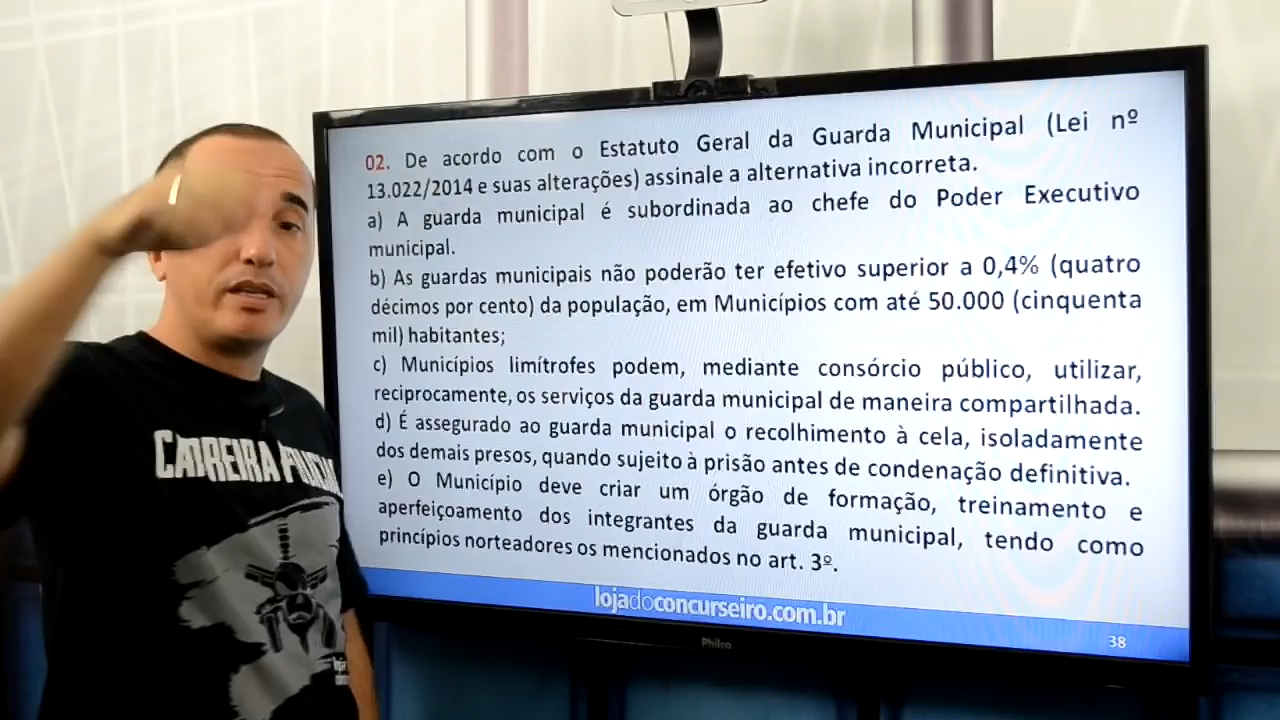 02. De acordo com o Estatuto Geral da Guarda Municipal (Lei nº
13.022/2014 e suas alterações) assinale a alternativa incorreta.
a) A guarda municipal é subordinada ao chefe do Poder Executivo
municipal.
b) As guardas municipais não poderão ter efetivo superior a 0,4% (quatro
décimos por cento) da população, em Municípios com até 50.000 (cinquenta
mil) habitantes;
c) Municípios limítrofes podem, mediante consórcio público, utilizar,
reciprocamente, os serviços da guarda municipal de maneira compartilhada.
d) É assegurado ao guarda municipal o recolhimento à cela, isoladamente
dos demais presos, quando sujeito à prisão antes de condenação definitiva.
e) O Município deve criar um órgão de formação, treinamento e
aperfeiçoamento dos integrantes da guarda municipal, tendo como
princípios norteadores os mencionados no art. 3º.
lojadoconcurseiro.com.br
38
Philco
CARREIRA